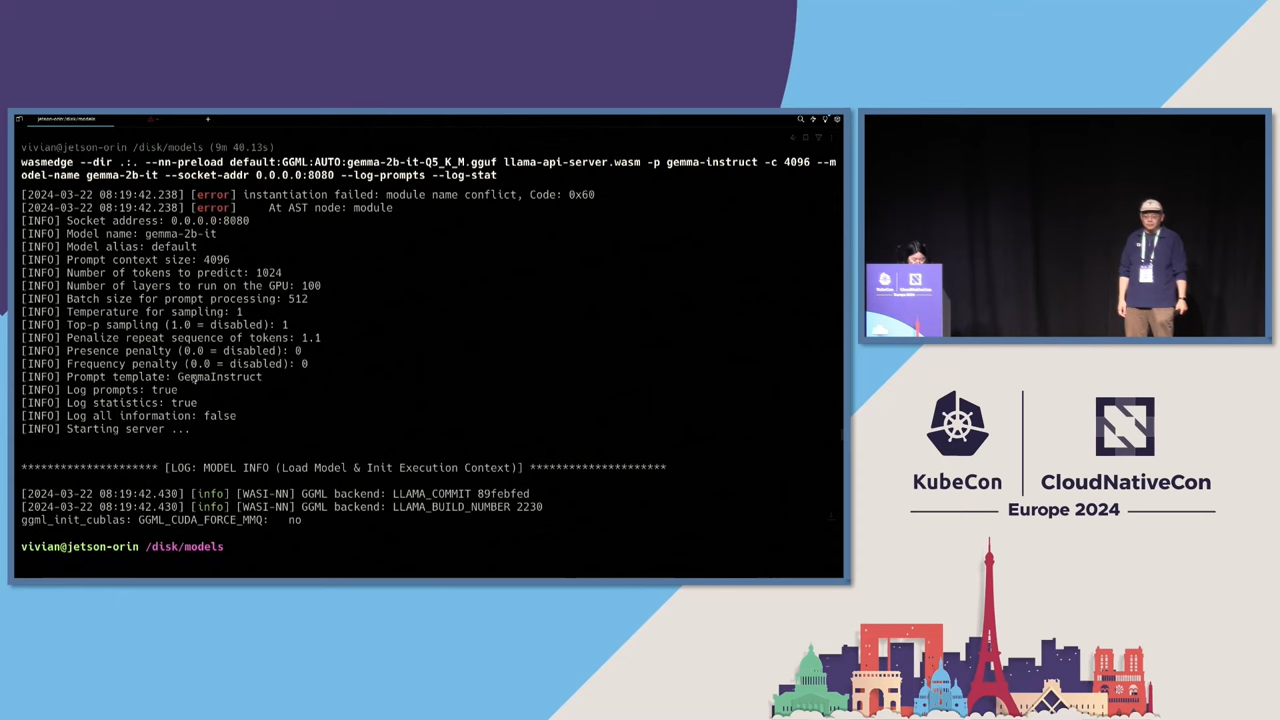 jetson-orin:/disk/models
vivian@jetson-orin /disk/models (9m 40.13s)
wasmedge --dir .:. --nn-preload default:GGML:AUTO:gemma-2b-it-Q5_K_M.gguf llama-api-server.wasm -p gemma-instruct -c 4096 --m
odel-name gemma-2b-it --socket-addr 0.0.0.0:8080 --log-prompts --log-stat
[2024-03-22 08:19:42.238] [error] instantiation failed: module name conflict, Code: 0x60
[2024-03-22 08:19:42.238] [error]     At AST node: module
[INFO] Socket address: 0.0.0.0:8080
[INFO] Model name: gemma-2b-it
[INFO] Model alias: default
[INFO] Prompt context size: 4096
[INFO] Number of tokens to predict: 1024
[INFO] Number of layers to run on the GPU: 100
[INFO] Batch size for prompt processing: 512
[INFO] Temperature for sampling: 1
[INFO] Top-p sampling (1.0 = disabled): 1
[INFO] Penalize repeat sequence of tokens: 1.1
[INFO] Presence penalty (0.0 = disabled): 0
[INFO] Frequency penalty (0.0 = disabled): 0
[INFO] Prompt template: GemmaInstruct
[INFO] Log prompts: true
[INFO] Log statistics: true
[INFO] Log all information: false
[INFO] Starting server ...
********************* [LOG: MODEL INFO (Load Model & Init Execution Context)] *********************
[2024-03-22 08:19:42.430] [info] [WASI-NN] GGML backend: LLAMA_COMMIT 89febfed
[2024-03-22 08:19:42.430] [info] [WASI-NN] GGML backend: LLAMA_BUILD_NUMBER 2230
ggml_init_cublas: GGML_CUDA_FORCE_MMQ:   no
vivian@jetson-orin /disk/models
KubeCon
CloudNativeCon
Europe 2024
KubeCon
CloudNativeCon
Europe 2024